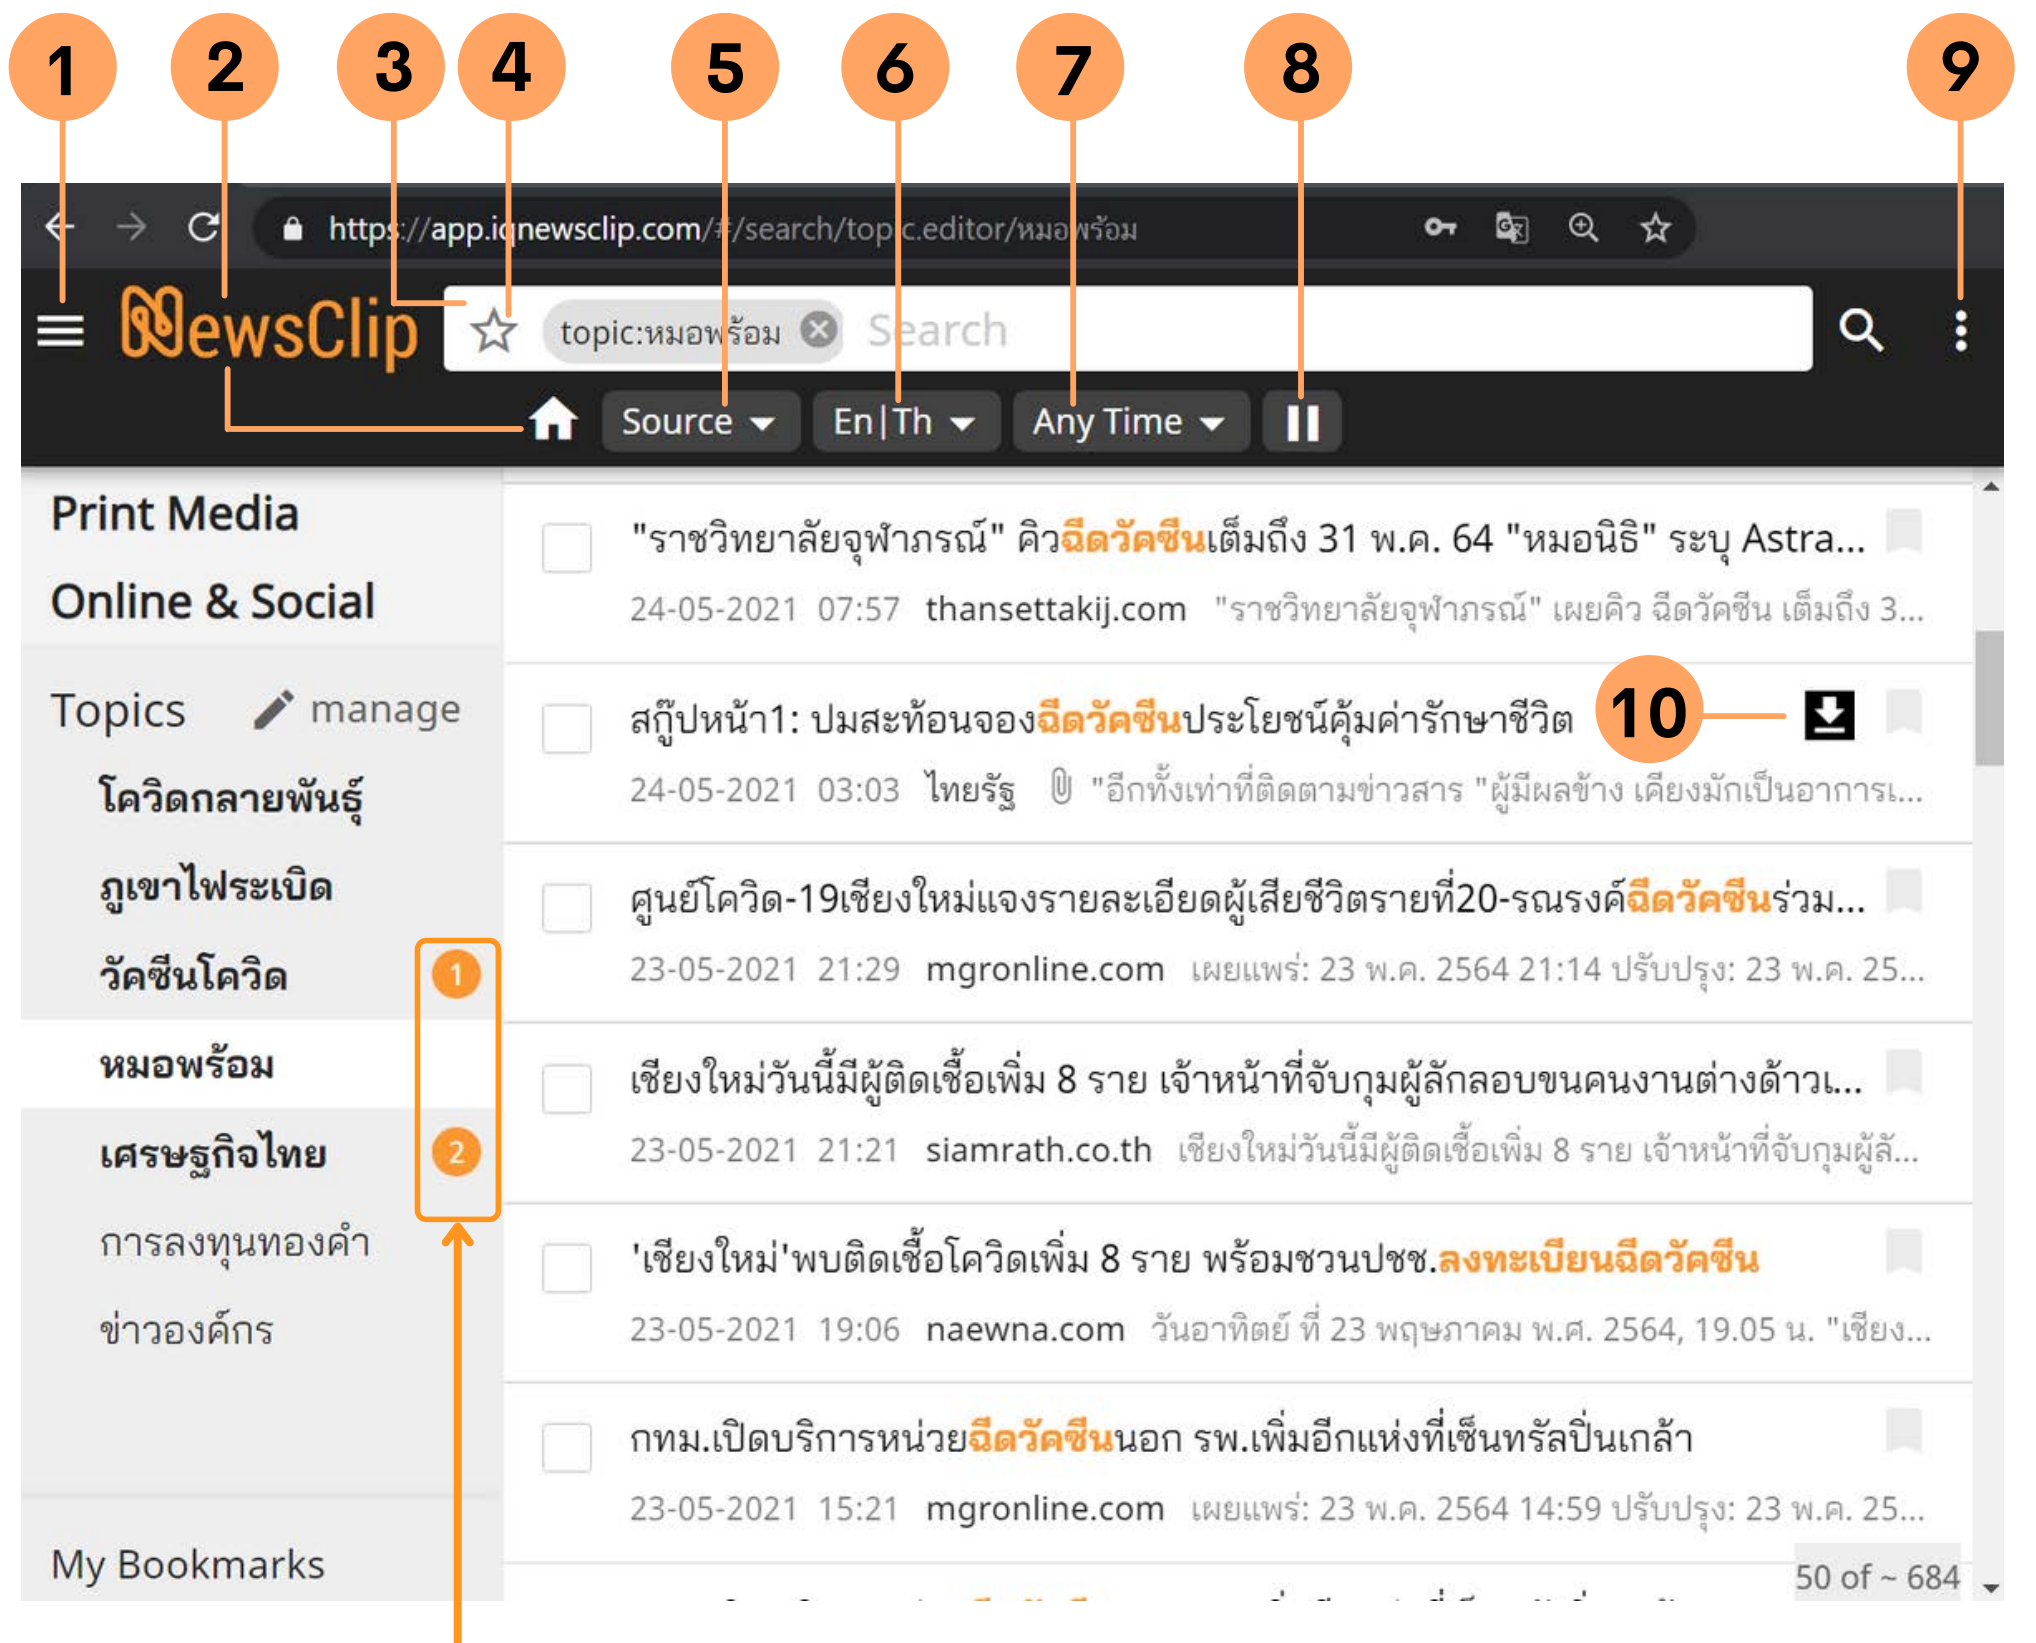 1 2 3 4 5 6 7 8 9
https://app.iqnewsclip.com/#/search/topic.editor/หมอพร้อม
NewsClip topic:หมอพร้อม Search
Source En|Th Any Time
Print Media
Online & Social
Topics manage
โควิดกลายพันธุ์
ภูเขาไฟระเบิด
วัคซีนโควิด 1
หมอพร้อม
เศรษฐกิจไทย 2
การลงทุนทองคำ
ข่าวองค์กร
My Bookmarks
"ราชวิทยาลัยจุฬาภรณ์" คิวฉีดวัคซีนเต็มถึง 31 พ.ค. 64 "หมอนิธิ" ระบุ Astra...
24-05-2021 07:57 thansettakij.com "ราชวิทยาลัยจุฬาภรณ์" เผยคิว ฉีดวัคซีน เต็มถึง 3...
สกู๊ปหน้า1: ปมสะท้อนจองฉีดวัคซีนประโยชน์คุ้มค่ารักษาชีวิต 10
24-05-2021 03:03 ไทยรัฐ "อีกทั้งเท่าที่ติดตามข่าวสาร "ผู้มีผลข้าง เคียงมักเป็นอาการเ...
ศูนย์โควิด-19เชียงใหม่แจงรายละเอียดผู้เสียชีวิตรายที่20-รณรงค์ฉีดวัคซีนร่วม...
23-05-2021 21:29 mgronline.com เผยแพร่: 23 พ.ค. 2564 21:14 ปรับปรุง: 23 พ.ค. 25...
เชียงใหม่วันนี้มีผู้ติดเชื้อเพิ่ม 8 ราย เจ้าหน้าที่จับกุมผู้ลักลอบขนคนงานต่างด้าวเ...
23-05-2021 21:21 siamrath.co.th เชียงใหม่วันนี้มีผู้ติดเชื้อเพิ่ม 8 ราย เจ้าหน้าที่จับกุมผู้ลั...
'เชียงใหม่'พบติดเชื้อโควิดเพิ่ม 8 ราย พร้อมชวนปชช.ลงทะเบียนฉีดวัคซีน
23-05-2021 19:06 naewna.com วันอาทิตย์ ที่ 23 พฤษภาคม พ.ศ. 2564, 19.05 น. "เชียง...
กทม.เปิดบริการหน่วยฉีดวัคซีนนอก รพ.เพิ่มอีกแห่งที่เซ็นทรัลปิ่นเกล้า
23-05-2021 15:21 mgronline.com เผยแพร่: 23 พ.ค. 2564 14:59 ปรับปรุง: 23 พ.ค. 25...
50 of ~ 684